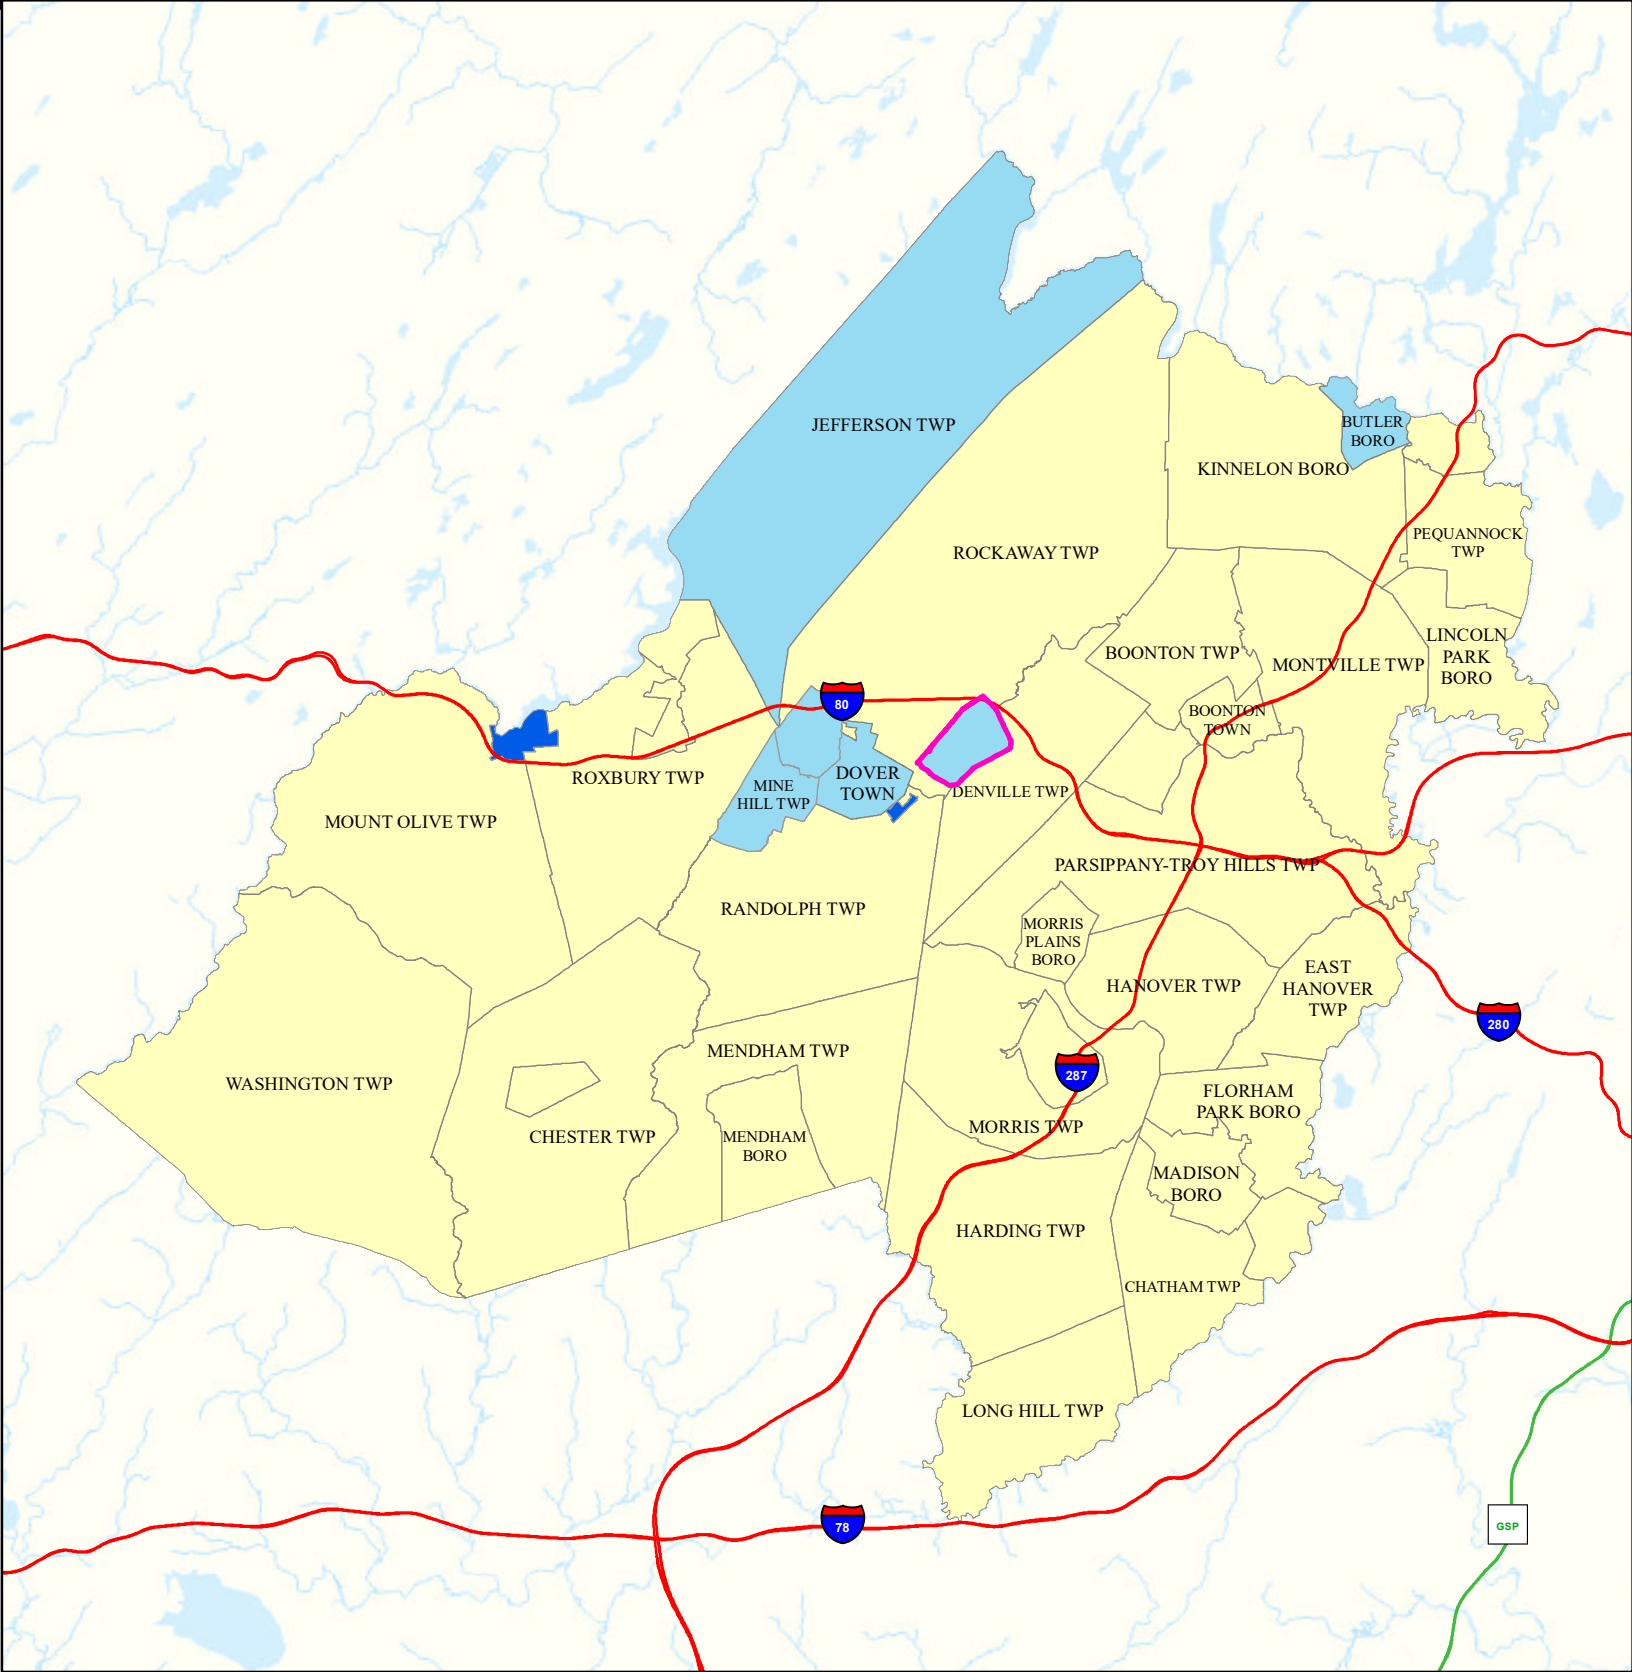 JEFFERSON TWP
BUTLER
BORO
KINNELON BORO
PEQUANNOCK
TWP
ROCKAWAY TWP
LINCOLN
PARK
BORO
BOONTON TWP
MONTVILLE TWP
80
BOONTON
TOWN
ROXBURY TWP
DOVER
TOWN
MINE
HILL TWP
DENVILLE TWP
MOUNT OLIVE TWP
PARSIPPANY-TROY HILLS TWP
RANDOLPH TWP
MORRIS
PLAINS
BORO
EAST
HANOVER
TWP
HANOVER TWP
280
MENDHAM TWP
287
WASHINGTON TWP
FLORHAM
PARK BORO
CHESTER TWP
MENDHAM
BORO
MORRIS TWP
MADISON
BORO
HARDING TWP
CHATHAM TWP
LONG HILL TWP
78
GSP